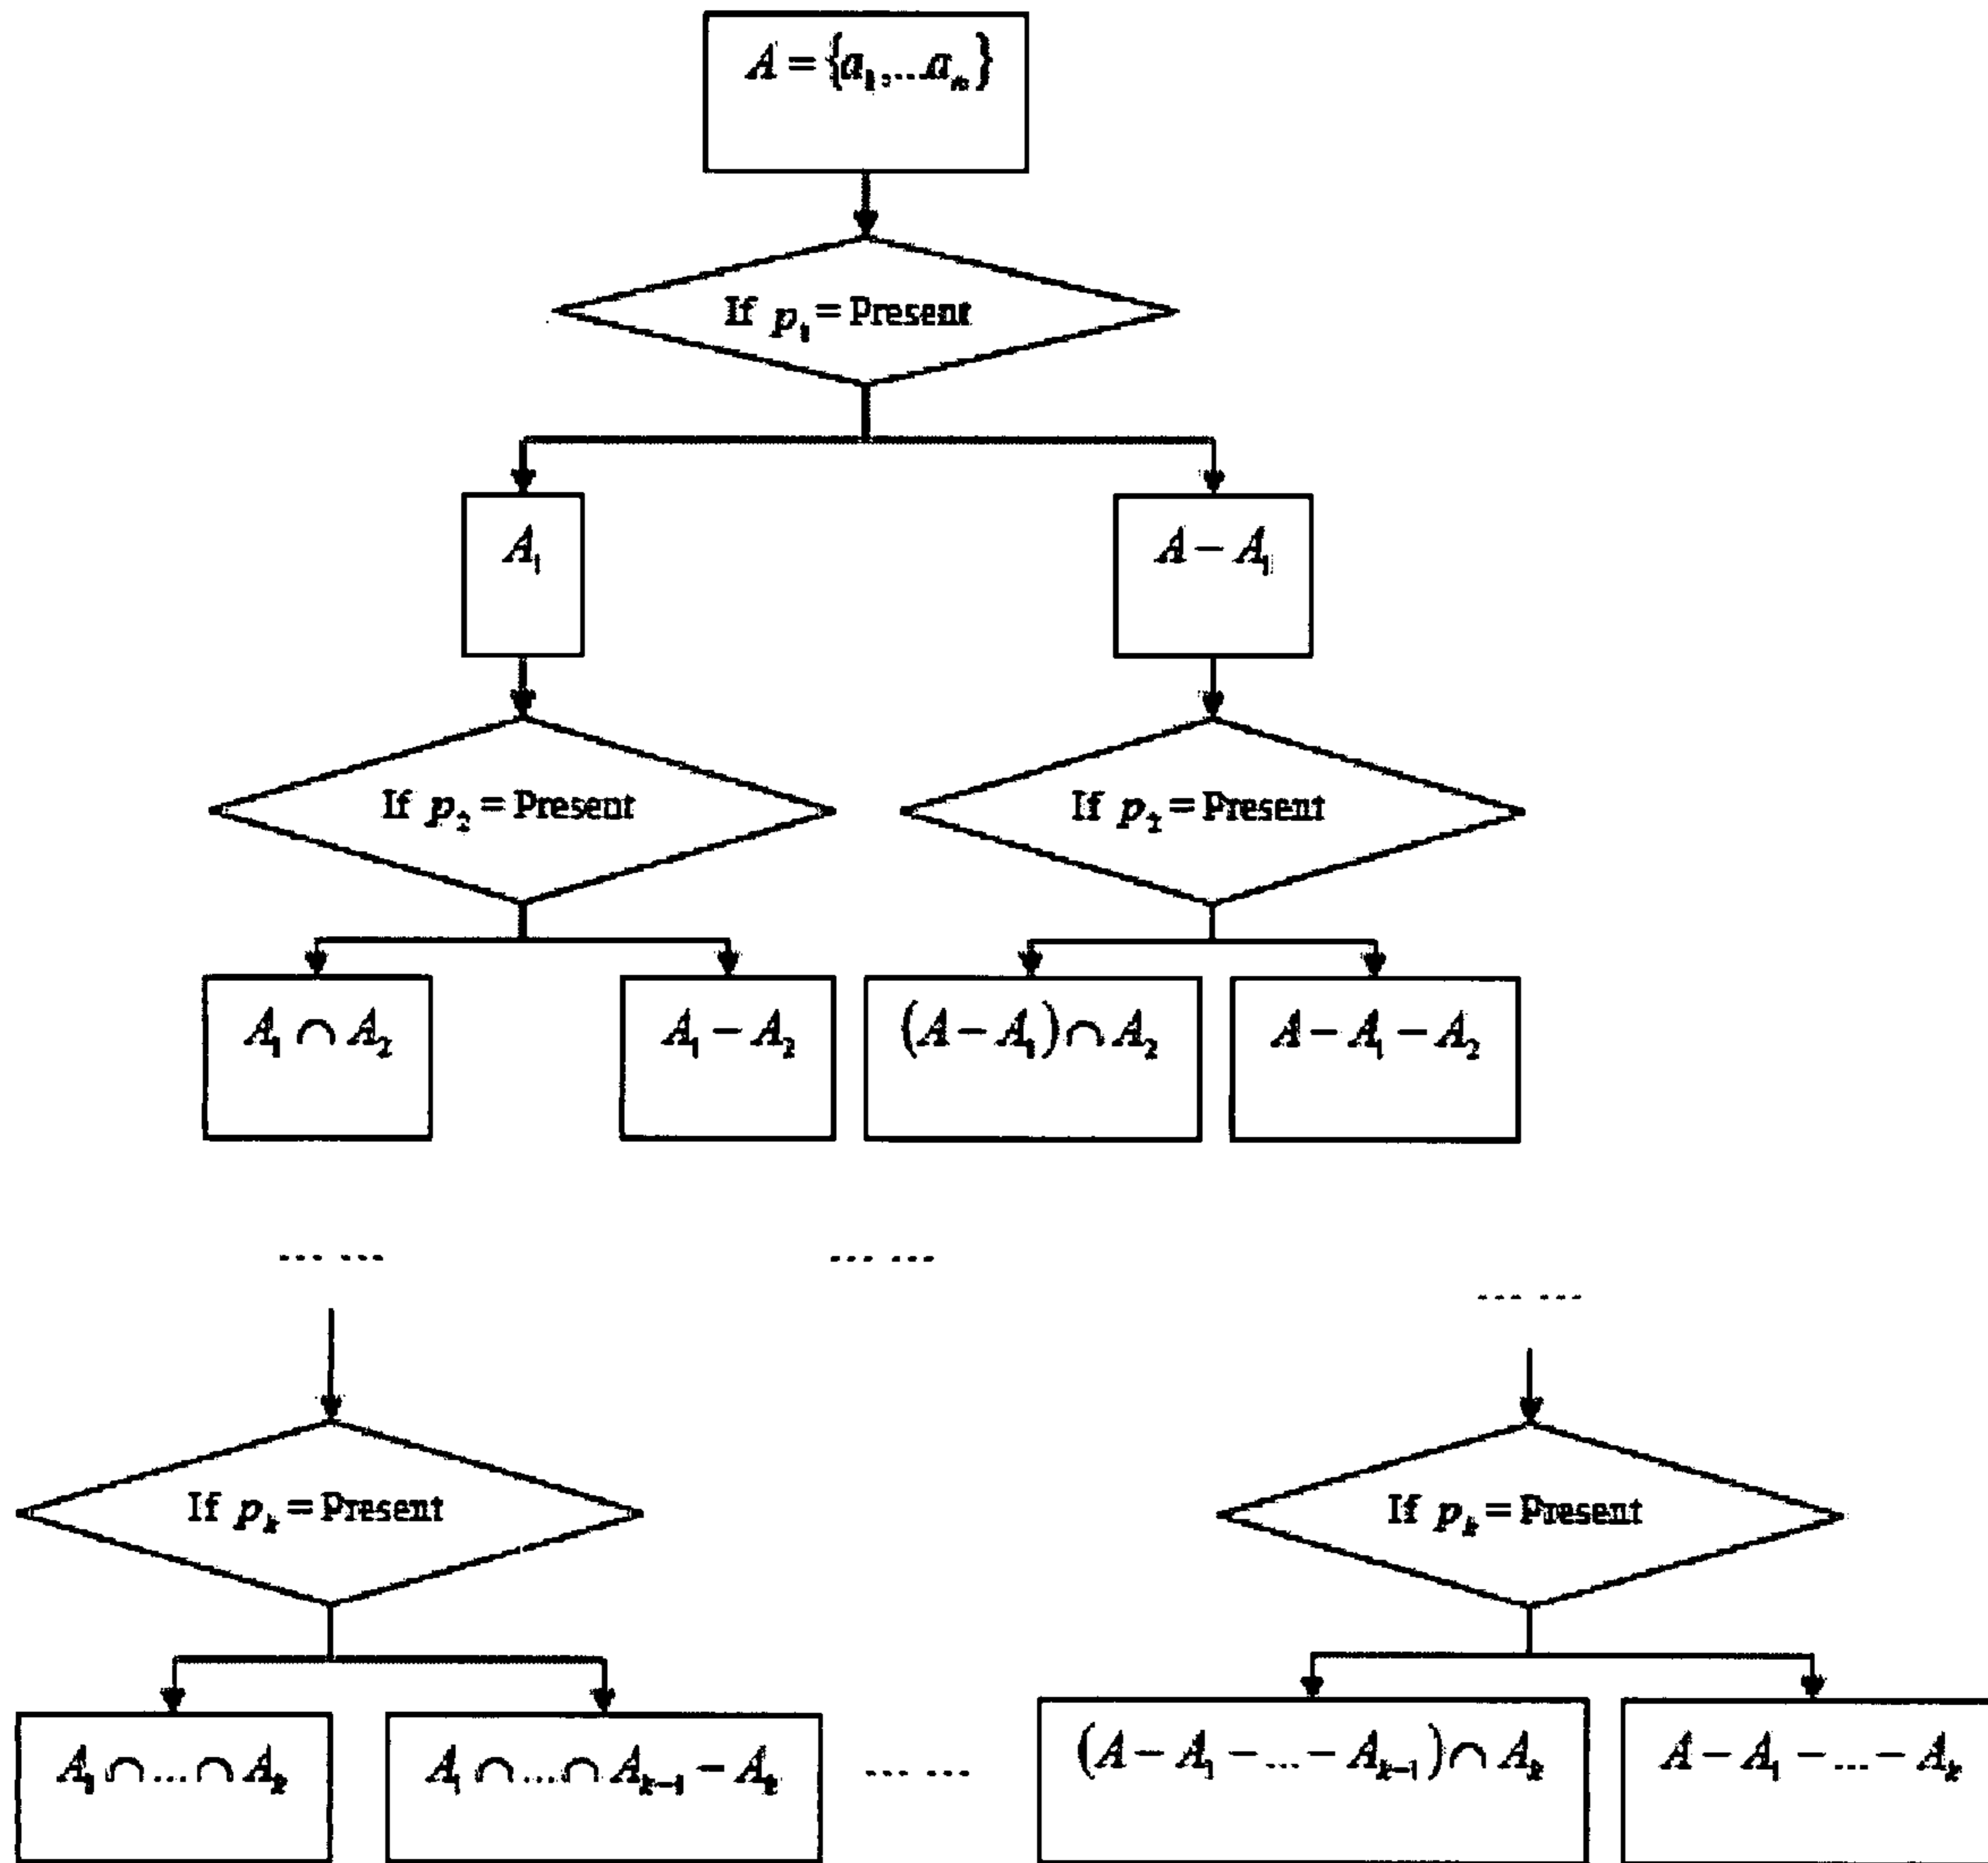 A = {a₁,...aₙ}
If p₁ = Present
A₁
A − A₁
If p₂ = Present
If p₂ = Present
A₁ ∩ A₂
A₁ − A₂
(A − A₁) ∩ A₂
A − A₁ − A₂
... ...
... ...
... ...
If pₖ = Present
If pₖ = Present
A₁ ∩ ... ∩ Aₖ
A₁ ∩ ... ∩ Aₖ₋₁ − Aₖ
... ...
(A − A₁ − ... − Aₖ₋₁) ∩ Aₖ
A − A₁ − ... − Aₖ